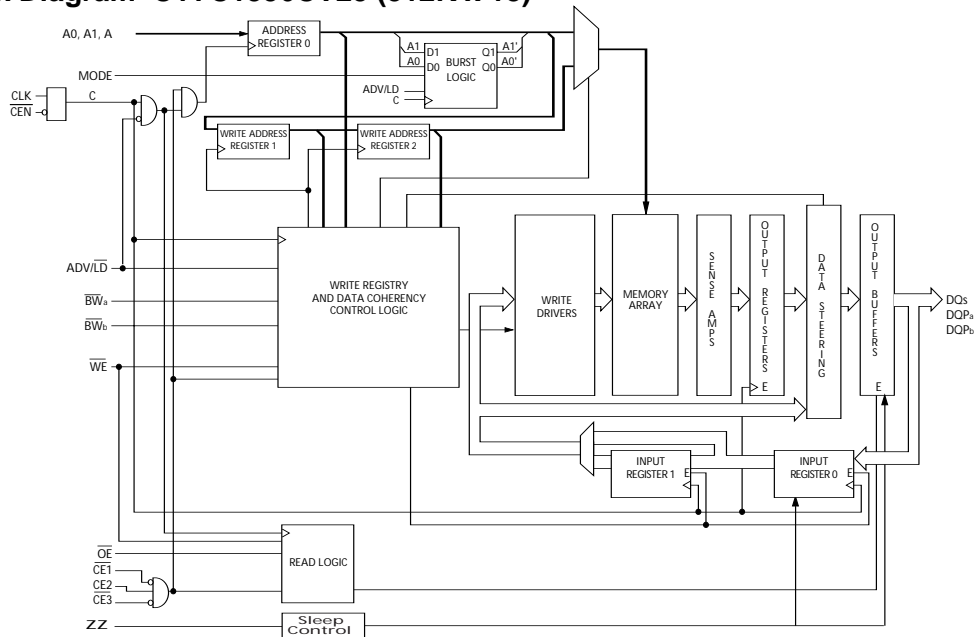 A0, A1, A
ADDRESS
REGISTER 0
A1
A0
D1
D0
BURST
LOGIC
Q1
Q0
A1'
A0'
MODE
ADV/LD
C
CLK
C
CEN
WRITE ADDRESS
REGISTER 1
WRITE ADDRESS
REGISTER 2
ADV/LD
BWa
BWb
WE
WRITE REGISTRY
AND DATA COHERENCY
CONTROL LOGIC
WRITE
DRIVERS
MEMORY
ARRAY
SENSE AMPS
OUTPUT REGISTERS
E
DATA STEERING
OUTPUT BUFFERS
E
DQs
DQPa
DQPb
INPUT
REGISTER 1
E
INPUT
REGISTER 0
E
OE
CE1
CE2
CE3
READ LOGIC
ZZ
Sleep
Control